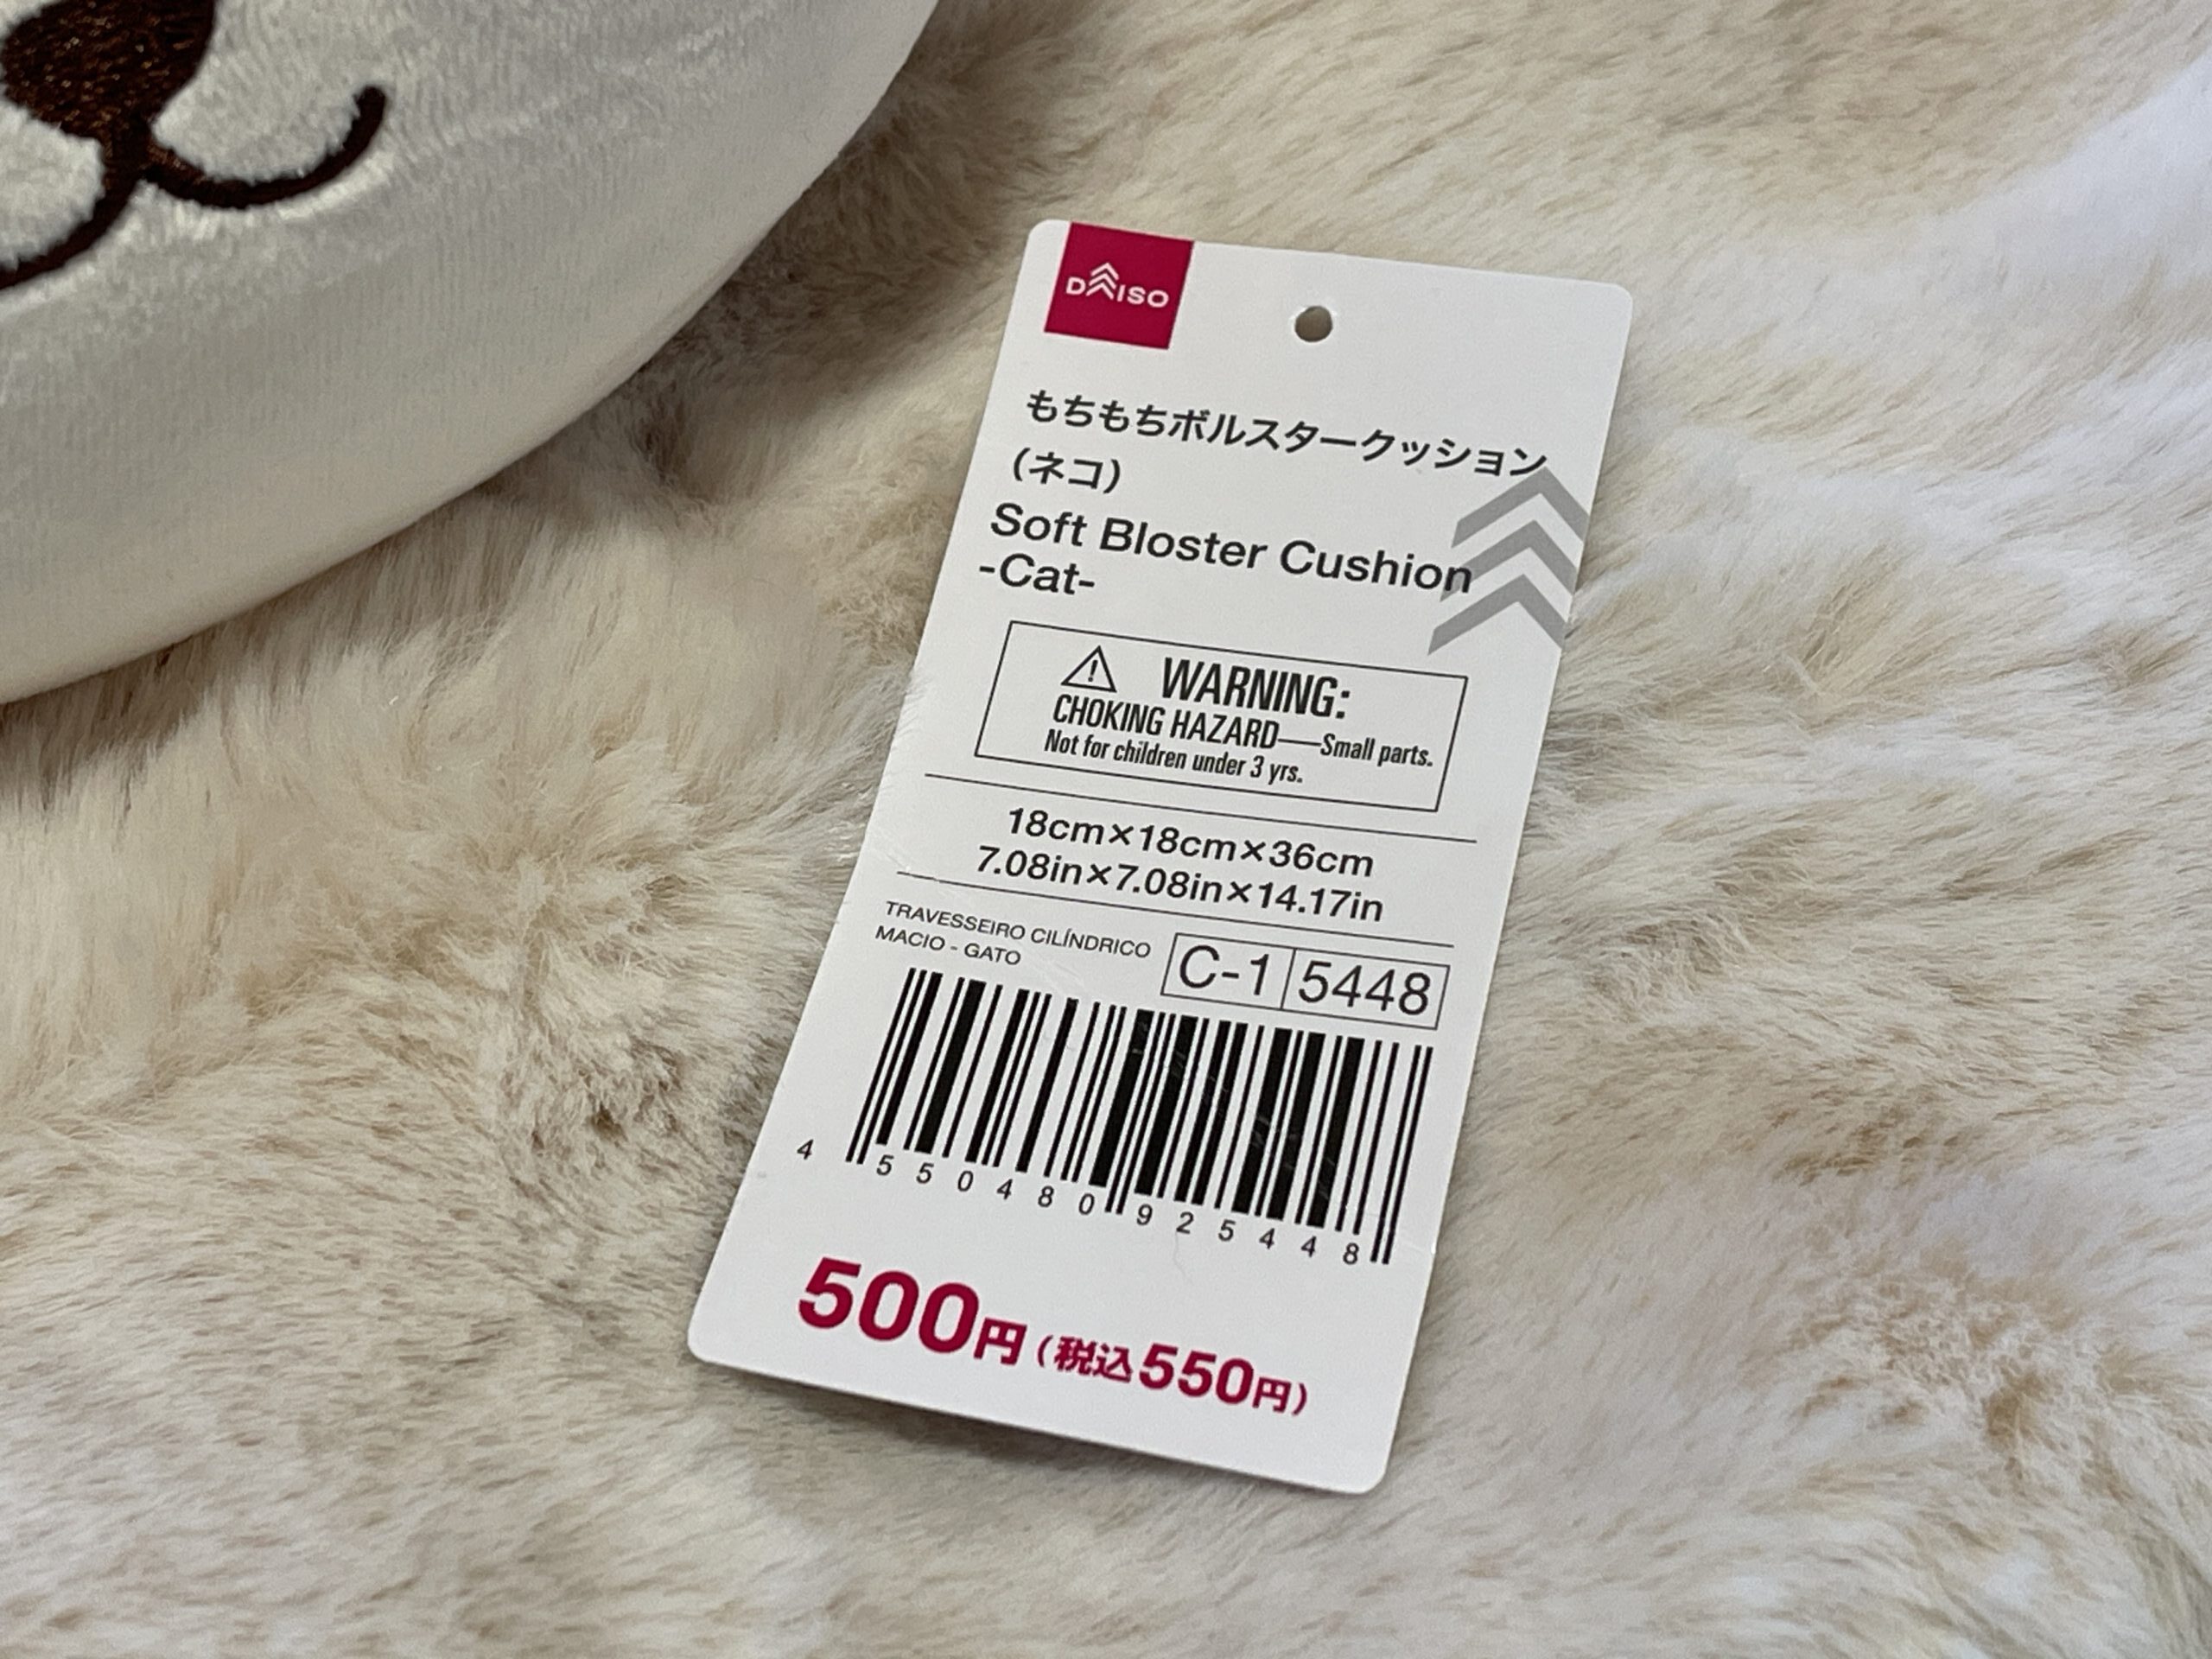 DAISO
もちもちボルスタークッション
（ネコ）
Soft Bloster Cushion
-Cat-
WARNING:
CHOKING HAZARD—Small parts.
Not for children under 3 yrs.
18cm×18cm×36cm
7.08in×7.08in×14.17in
TRAVESSEIRO CILÍNDRICO
MACIO - GATO
C-1 5448
4 550480 925448
500円（税込550円）